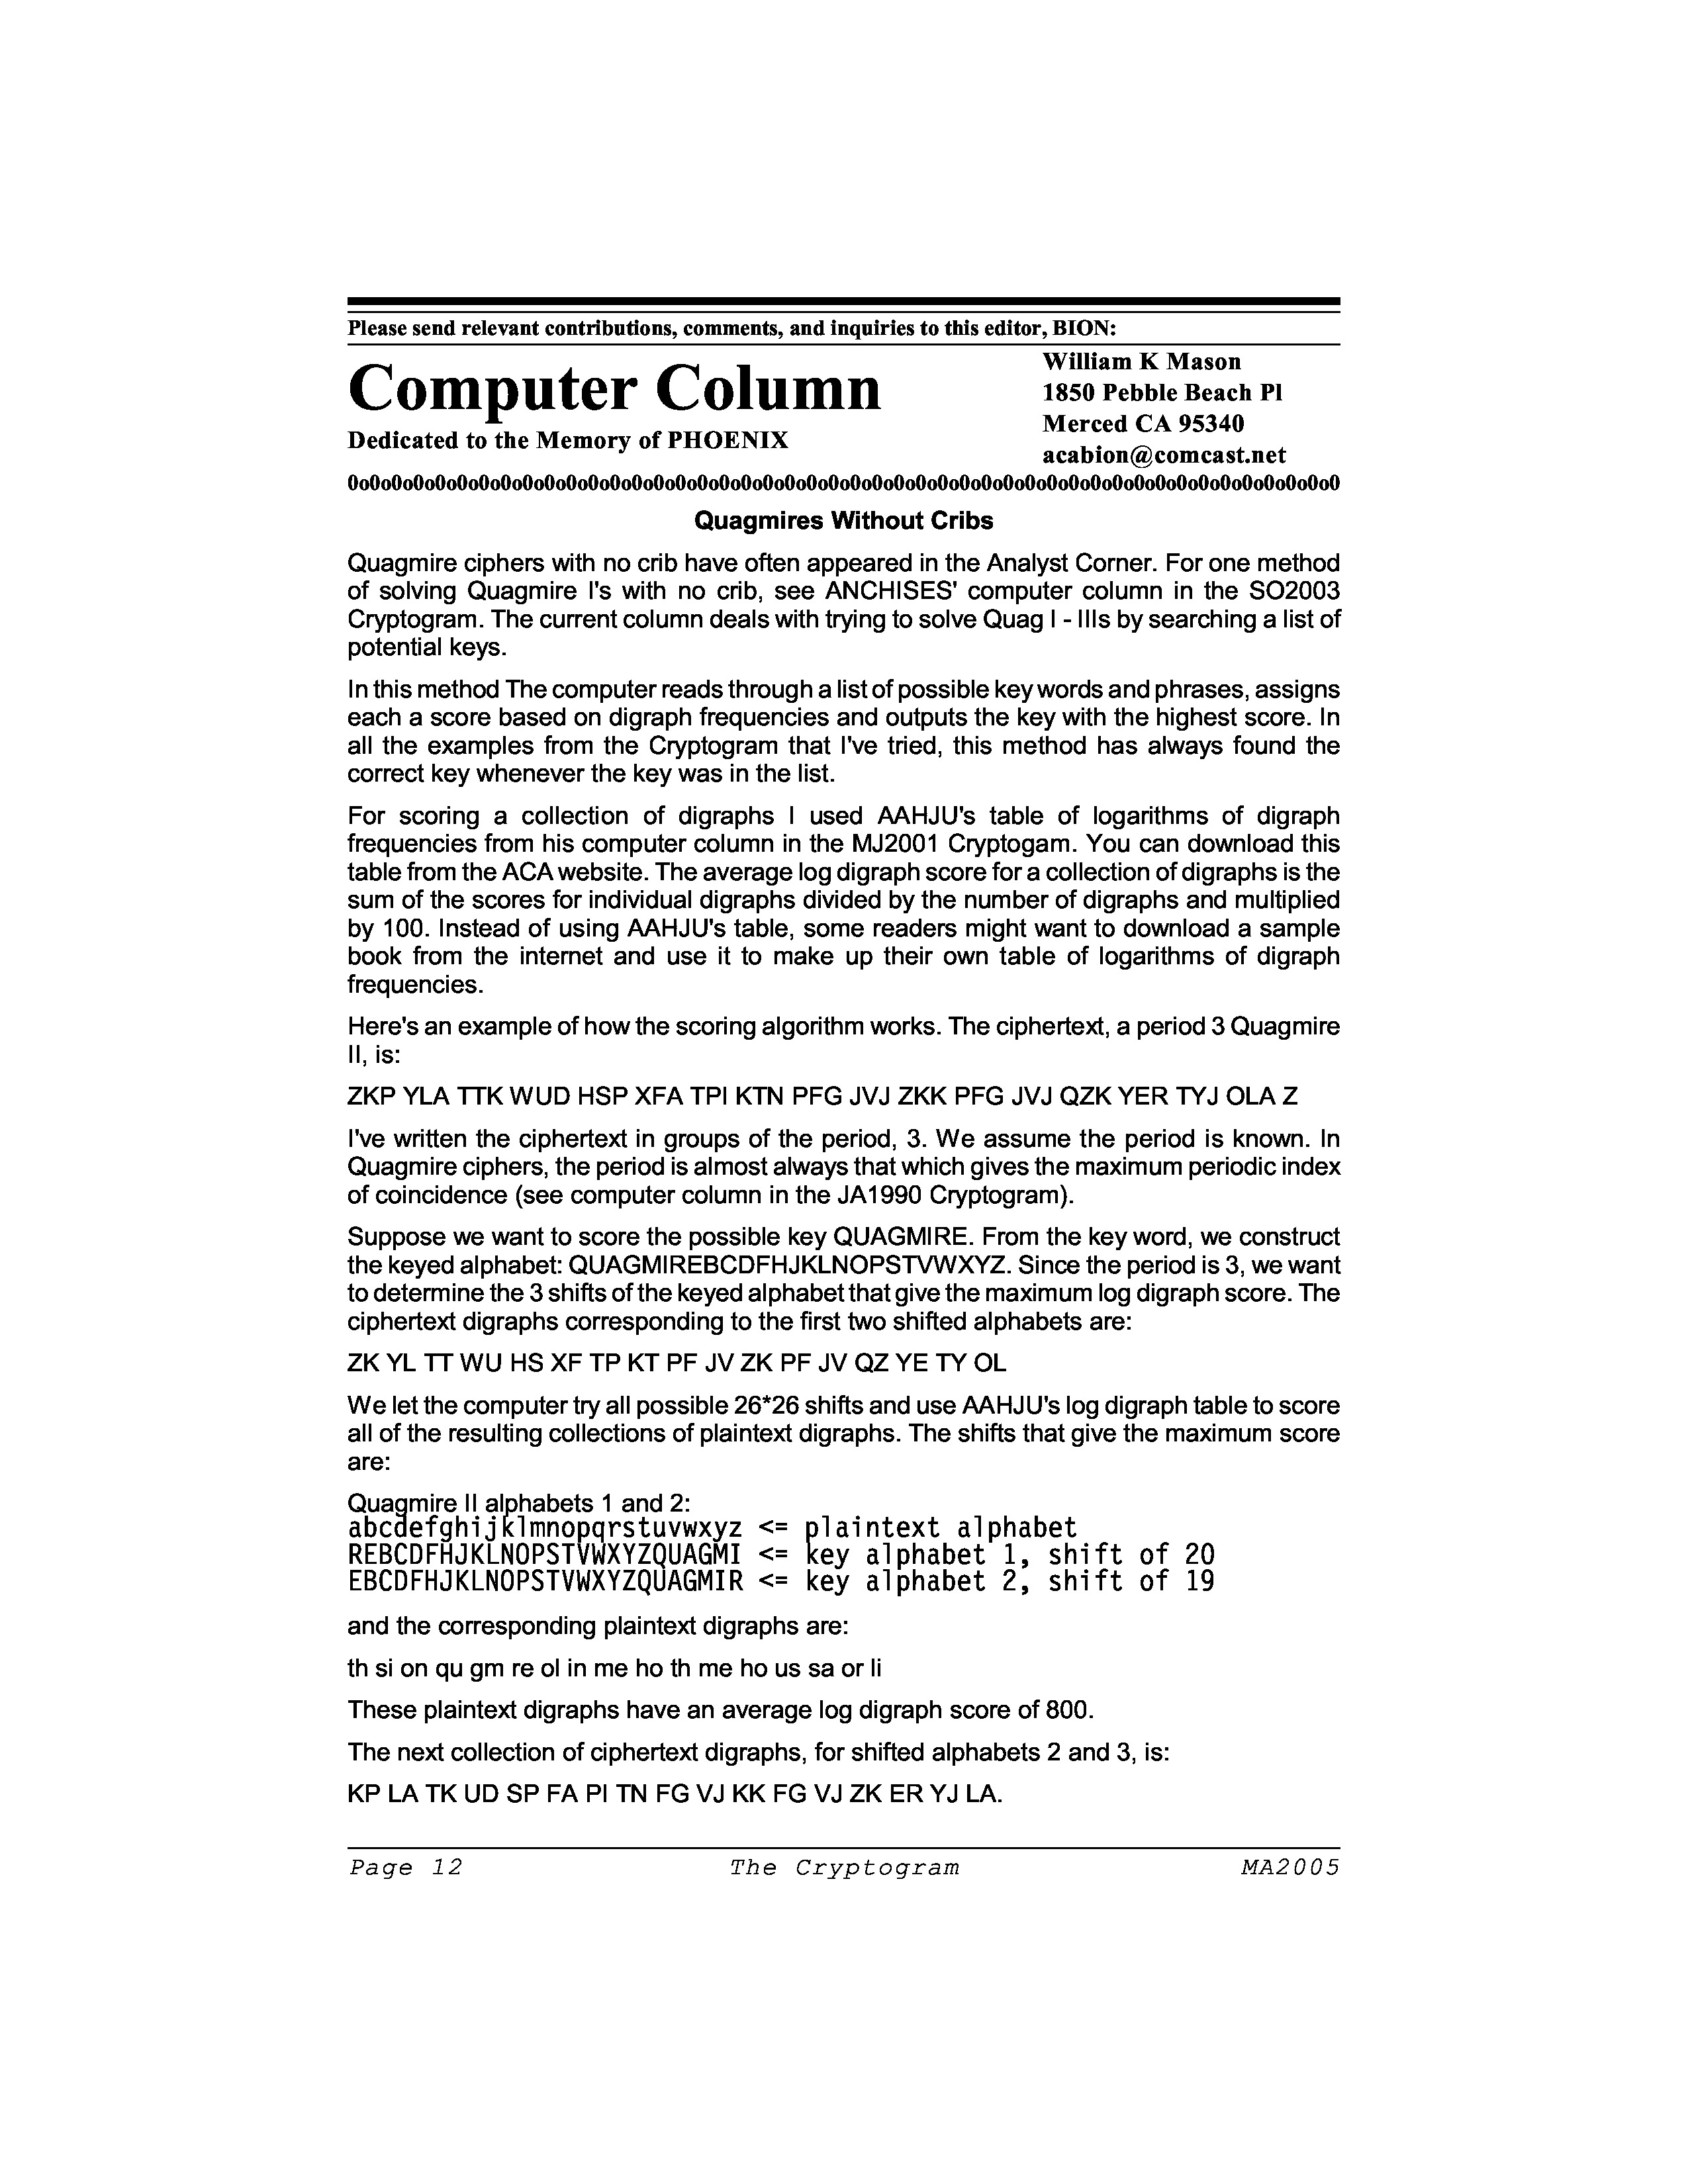 Please send relevant contributions, comments, and inquiries to this editor, BION:
Computer Column
Dedicated to the Memory of PHOENIX
William K Mason
1850 Pebble Beach Pl
Merced CA 95340
acabion@comcast.net
0o0o0o0o0o0o0o0o0o0o0o0o0o0o0o0o0o0o0o0o0o0o0o0o0o0o0o0o0o0o0o0o0o0o0o0o0o0o0o0o0o0o0o0o0o0
Quagmires Without Cribs
Quagmire ciphers with no crib have often appeared in the Analyst Corner. For one method
of solving Quagmire I's with no crib, see ANCHISES' computer column in the SO2003
Cryptogram. The current column deals with trying to solve Quag I - IIIs by searching a list of
potential keys.
In this method The computer reads through a list of possible key words and phrases, assigns
each a score based on digraph frequencies and outputs the key with the highest score. In
all the examples from the Cryptogram that I've tried, this method has always found the
correct key whenever the key was in the list.
For scoring a collection of digraphs I used AAHJU's table of logarithms of digraph
frequencies from his computer column in the MJ2001 Cryptogam. You can download this
table from the ACA website. The average log digraph score for a collection of digraphs is the
sum of the scores for individual digraphs divided by the number of digraphs and multiplied
by 100. Instead of using AAHJU's table, some readers might want to download a sample
book from the internet and use it to make up their own table of logarithms of digraph
frequencies.
Here's an example of how the scoring algorithm works. The ciphertext, a period 3 Quagmire
II, is:
ZKP YLA TTK WUD HSP XFA TPI KTN PFG JVJ ZKK PFG JVJ QZK YER TYJ OLA Z
I've written the ciphertext in groups of the period, 3. We assume the period is known. In
Quagmire ciphers, the period is almost always that which gives the maximum periodic index
of coincidence (see computer column in the JA1990 Cryptogram).
Suppose we want to score the possible key QUAGMIRE. From the key word, we construct
the keyed alphabet: QUAGMIREBCDFHJKLNOPSTVWXYZ. Since the period is 3, we want
to determine the 3 shifts of the keyed alphabet that give the maximum log digraph score. The
ciphertext digraphs corresponding to the first two shifted alphabets are:
ZK YL TT WU HS XF TP KT PF JV ZK PF JV QZ YE TY OL
We let the computer try all possible 26*26 shifts and use AAHJU's log digraph table to score
all of the resulting collections of plaintext digraphs. The shifts that give the maximum score
are:
Quagmire II alphabets 1 and 2:
abcdefghijklmnopqrstuvwxyz <= plaintext alphabet
REBCDFHJKLNOPSTVWXYZQUAGMI <= key alphabet 1, shift of 20
EBCDFHJKLNOPSTVWXYZQUAGMIR <= key alphabet 2, shift of 19
and the corresponding plaintext digraphs are:
th si on qu gm re ol in me ho th me ho us sa or li
These plaintext digraphs have an average log digraph score of 800.
The next collection of ciphertext digraphs, for shifted alphabets 2 and 3, is:
KP LA TK UD SP FA PI TN FG VJ KK FG VJ ZK ER YJ LA.
Page 12 The Cryptogram MA2005